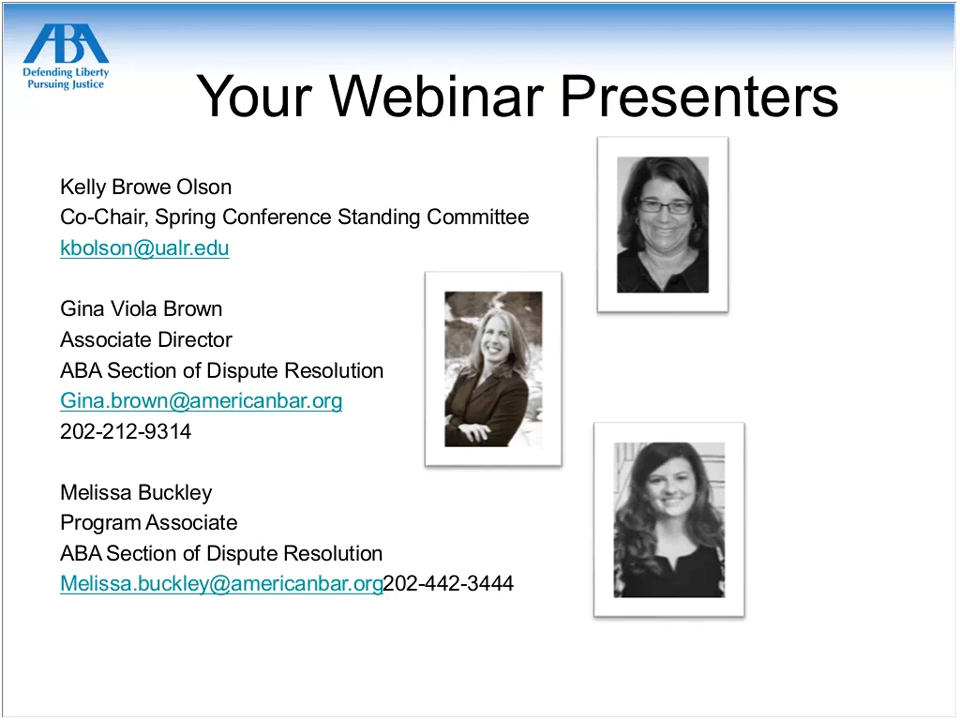 ABA
Defending Liberty
Pursuing Justice
Your Webinar Presenters
Kelly Browe Olson
Co-Chair, Spring Conference Standing Committee
kbolson@ualr.edu
Gina Viola Brown
Associate Director
ABA Section of Dispute Resolution
Gina.brown@americanbar.org
202-212-9314
Melissa Buckley
Program Associate
ABA Section of Dispute Resolution
Melissa.buckley@americanbar.org202-442-3444